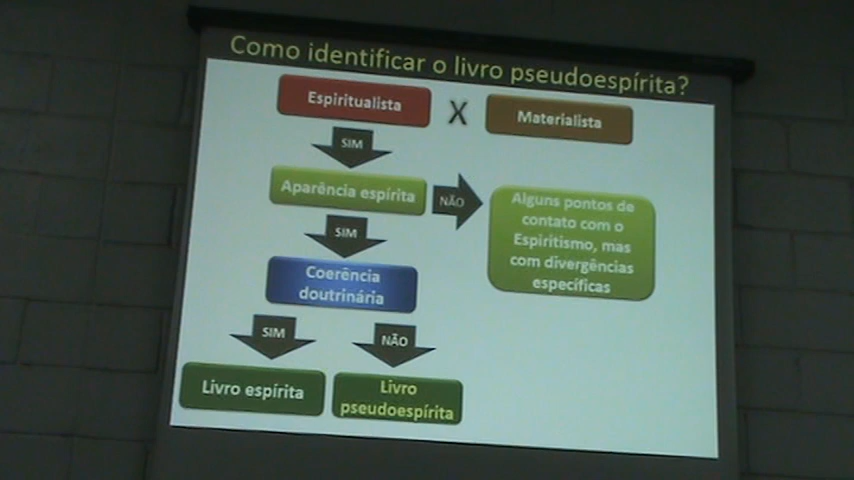 Como identificar o livro pseudoespírita?
Espiritualista
X
Materialista
SIM
Aparência espírita
NÃO
Alguns pontos de
contato com o
Espiritismo, mas
com divergências
específicas
SIM
Coerência
doutrinária
SIM
NÃO
Livro espírita
Livro
pseudoespírita